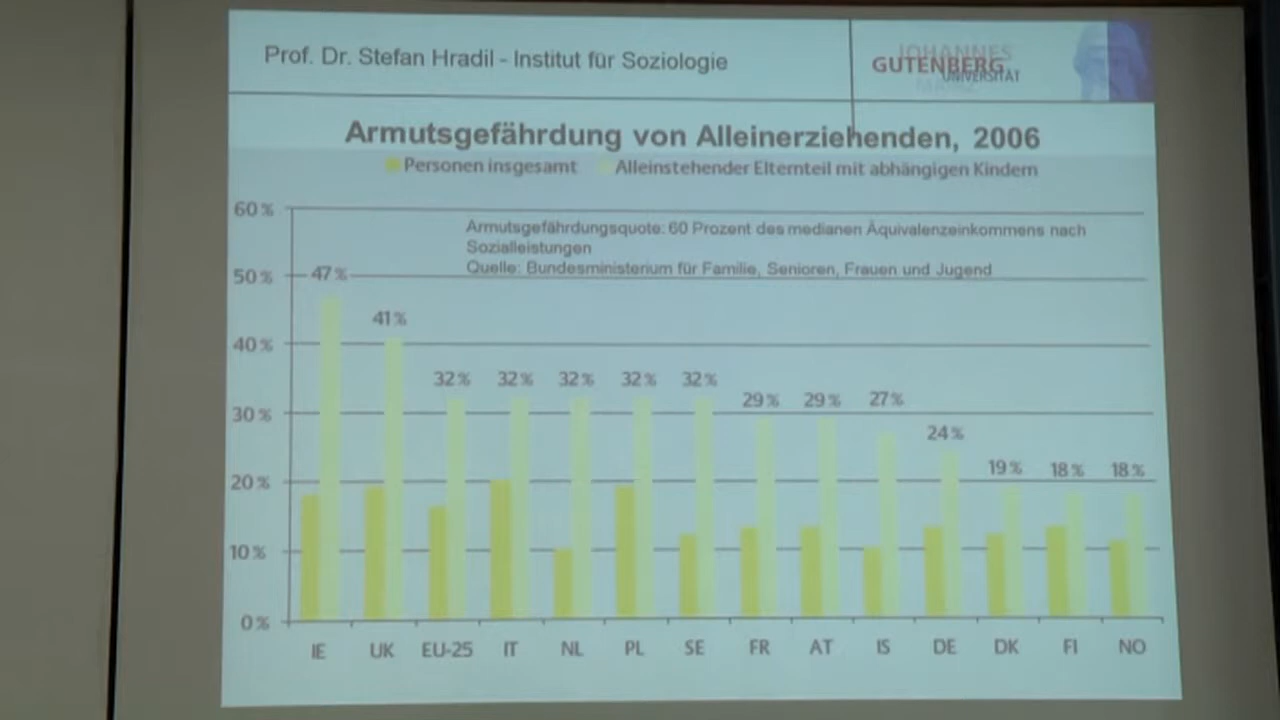 Prof. Dr. Stefan Hradil - Institut für Soziologie
JOHANNES
GUTENBERG
UNIVERSITÄT
MAINZ
Armutsgefährdung von Alleinerziehenden, 2006
Personen insgesamt Alleinstehender Elternteil mit abhängigen Kindern
Armutsgefährdungsquote: 60 Prozent des medianen Äquivalenzeinkommens nach
Sozialleistungen
Quelle: Bundesministerium für Familie, Senioren, Frauen und Jugend
60%
50% 47%
41%
40%
32% 32% 32% 32% 32% 29% 29% 27%
30%
24%
20% 19% 18% 18%
10%
0%
IE UK EU-25 IT NL PL SE FR AT IS DE DK FI NO